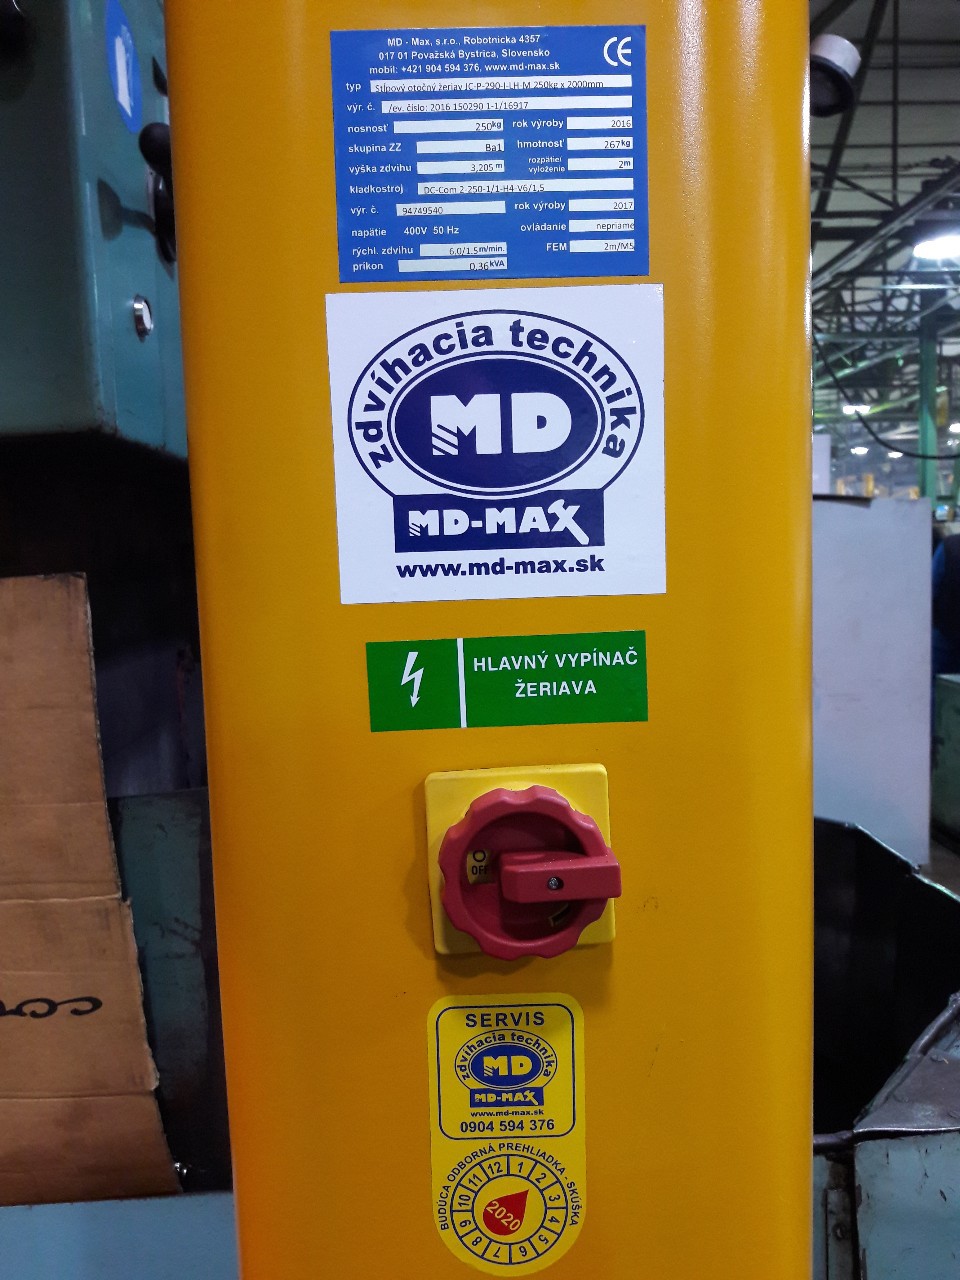 MD - Max, s.r.o., Robotnícka 4357
017 01 Považská Bystrica, Slovensko
mobil: +421 904 594 376, www.md-max.sk
CE
typ Stĺpový otočný žeriav JC-P-290-I-LH M 250kg x 2000mm
výr. č. /ev. číslo: 2016 150290 1-1/16917
nosnosť 250kg rok výroby 2016
skupina ZZ Ba1 hmotnosť 267kg
výška zdvihu 3,205 m rozpätie/ vyloženie 2m
kladkostroj DC-Com 2-250-1/1-H4 V6/1,5
výr. č. 94749540 rok výroby 2017
napätie 400V 50 Hz ovládanie nepriame
rýchl. zdvihu 6,0/1,5m/min. FEM 2m/M5
príkon 0,36kVA
zdvíhacia technika
MD
MD-MAX
www.md-max.sk
HLAVNÝ VYPÍNAČ
ŽERIAVA
O
OFF
SERVIS
zdvíhacia technika
MD
MD-MAX
www.md-max.sk
0904 594 376
BUDÚCA ODBORNÁ PREHLIADKA - SKÚŠKA
1 2 3 4 5 6 7 8 9 10 11 12
2020